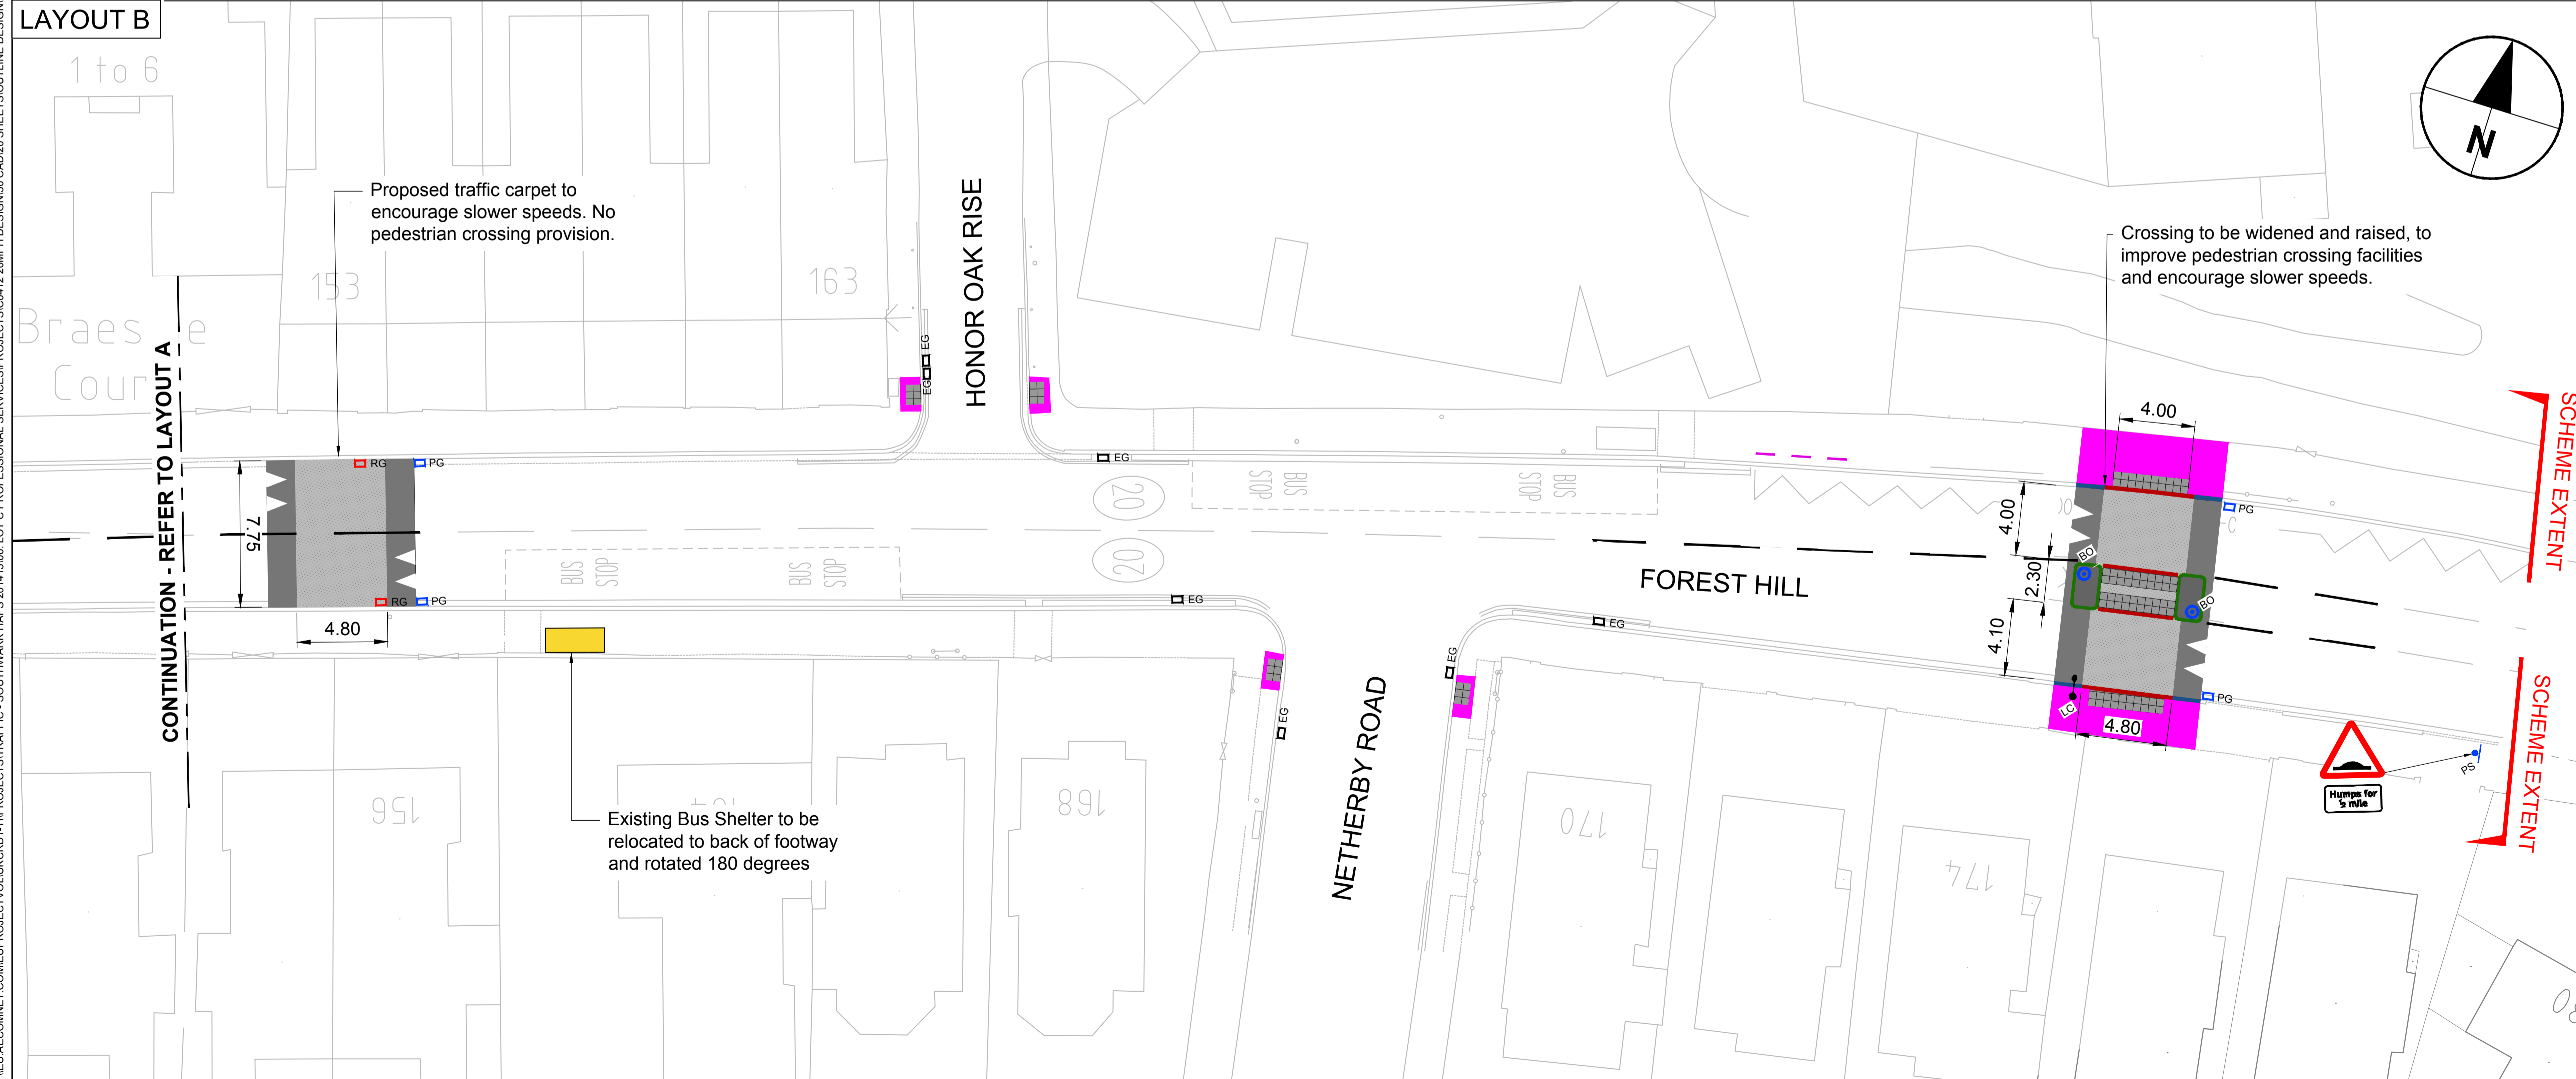 LAYOUT B
1 to 6
Proposed traffic carpet to
encourage slower speeds. No
pedestrian crossing provision.
153
163
HONOR OAK RISE
EG
EG
N
Crossing to be widened and raised, to
improve pedestrian crossing facilities
and encourage slower speeds.
CONTINUATION - REFER TO LAYOUT A
RG
PG
7.75
RG
PG
4.80
EG
20
20
BUS
STOP
BUS
STOP
BUS
STOP
BUS
STOP
EG
EG
EG
EG
FOREST HILL
NETHERBY ROAD
4.00
4.00
2.30
4.10
4.80
BO
BO
PG
PG
LC
SCHEME EXTENT
SCHEME EXTENT
Humps for
½ mile
PS
Existing Bus Shelter to be
relocated to back of footway
and rotated 180 degrees
156
168
170
174